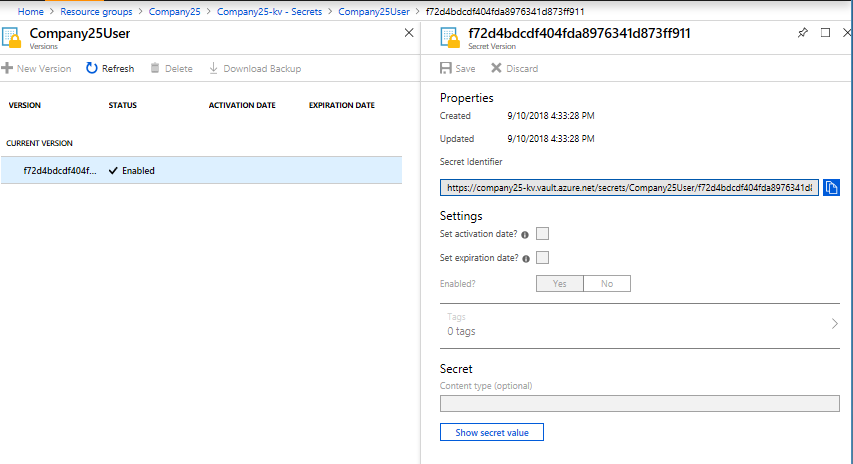 Home > Resource groups > Company25 > Company25-kv - Secrets > Company25User > f72d4bdcdf404fda8976341d873ff911
Company25User
Versions
New Version Refresh Delete Download Backup
VERSION STATUS ACTIVATION DATE EXPIRATION DATE
CURRENT VERSION
f72d4bdcdf404f... Enabled
f72d4bdcdf404fda8976341d873ff911
Secret Version
Save Discard
Properties
Created 9/10/2018 4:33:28 PM
Updated 9/10/2018 4:33:28 PM
Secret Identifier
https://company25-kv.vault.azure.net/secrets/Company25User/f72d4bdcdf404fda8976341d8
Settings
Set activation date?
Set expiration date?
Enabled? Yes No
Tags
0 tags
Secret
Content type (optional)
Show secret value